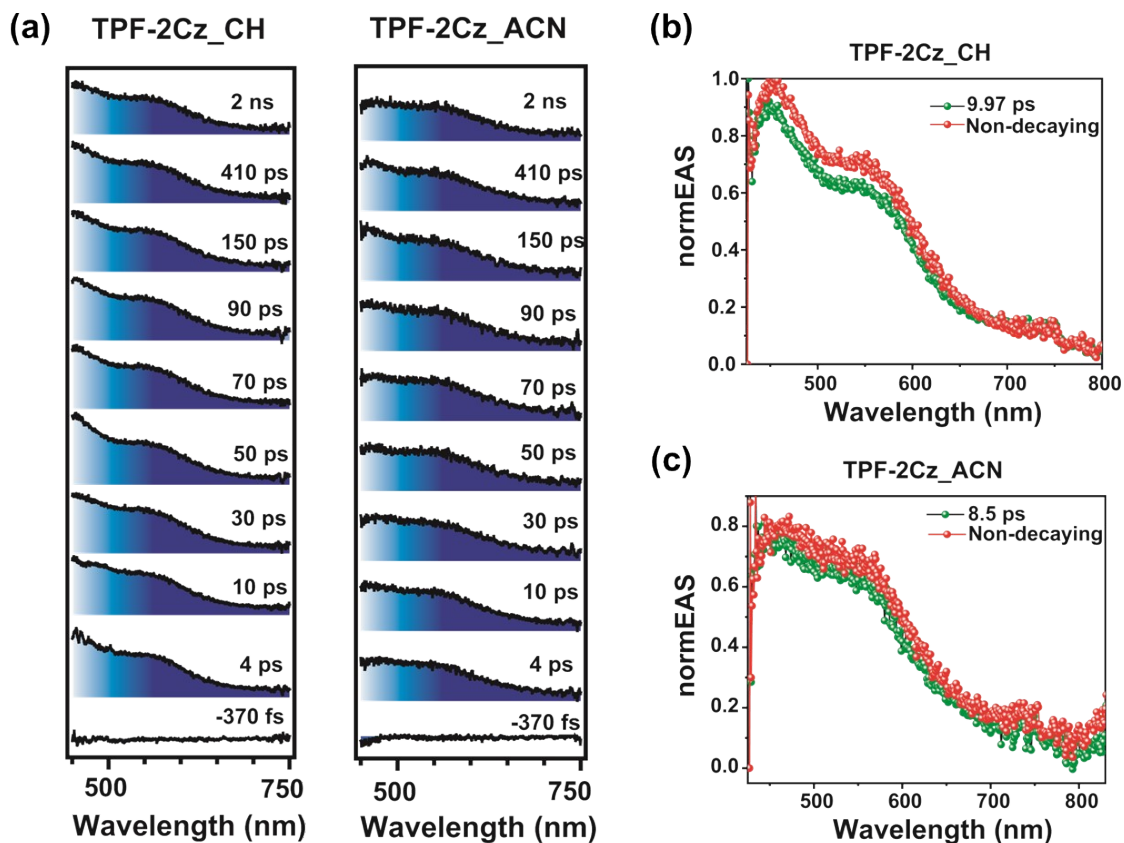 (a)
TPF-2Cz_CH
2 ns
410 ps
150 ps
90 ps
70 ps
50 ps
30 ps
10 ps
4 ps
-370 fs
500
750
Wavelength (nm)
TPF-2Cz_ACN
2 ns
410 ps
150 ps
90 ps
70 ps
50 ps
30 ps
10 ps
4 ps
-370 fs
500
750
Wavelength (nm)
(b)
TPF-2Cz_CH
9.97 ps
Non-decaying
normEAS
1.0
0.8
0.6
0.4
0.2
0.0
500
600
700
800
Wavelength (nm)
(c)
TPF-2Cz_ACN
8.5 ps
Non-decaying
normEAS
0.8
0.6
0.4
0.2
0.0
500
600
700
800
Wavelength (nm)